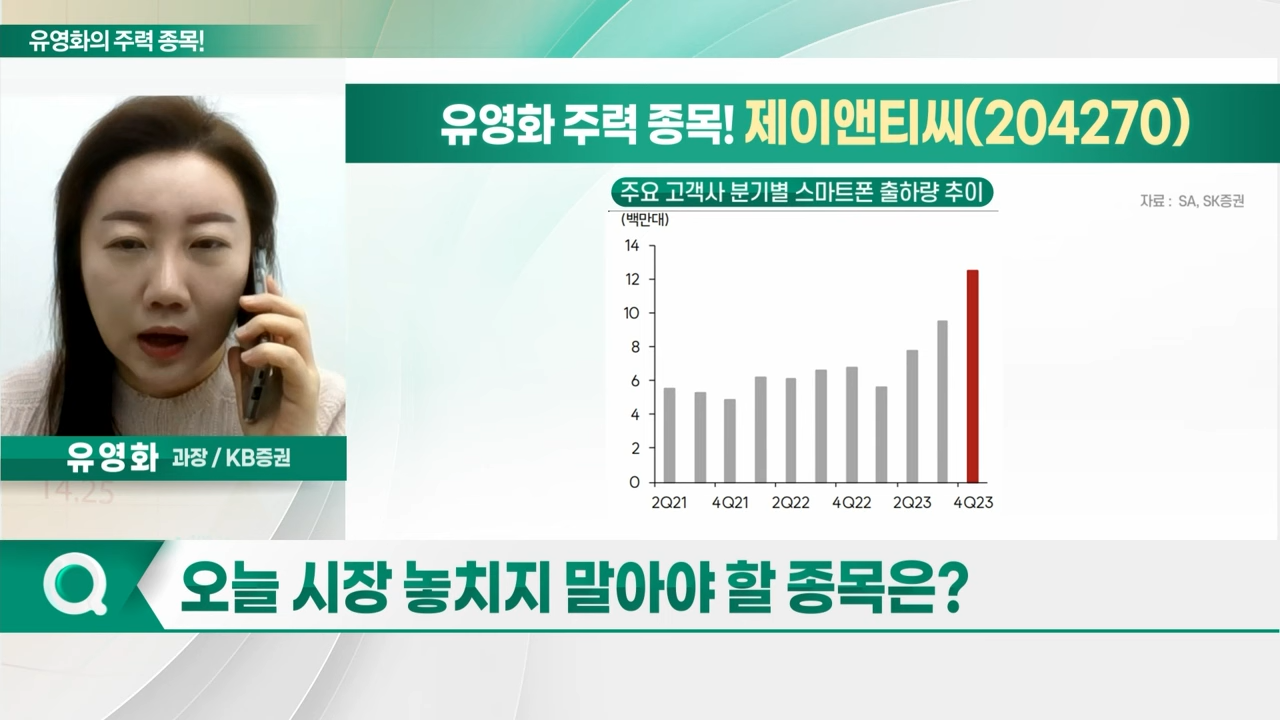 유영화의 주력 종목!
유영화 주력 종목! 제이앤티씨(204270)
주요 고객사 분기별 스마트폰 출하량 추이
자료 : SA, SK증권
(백만대)
14
12
10
8
6
4
2
0
2Q21 4Q21 2Q22 4Q22 2Q23 4Q23
유영화 과장 / KB증권
14.25
오늘 시장 놓치지 말아야 할 종목은?